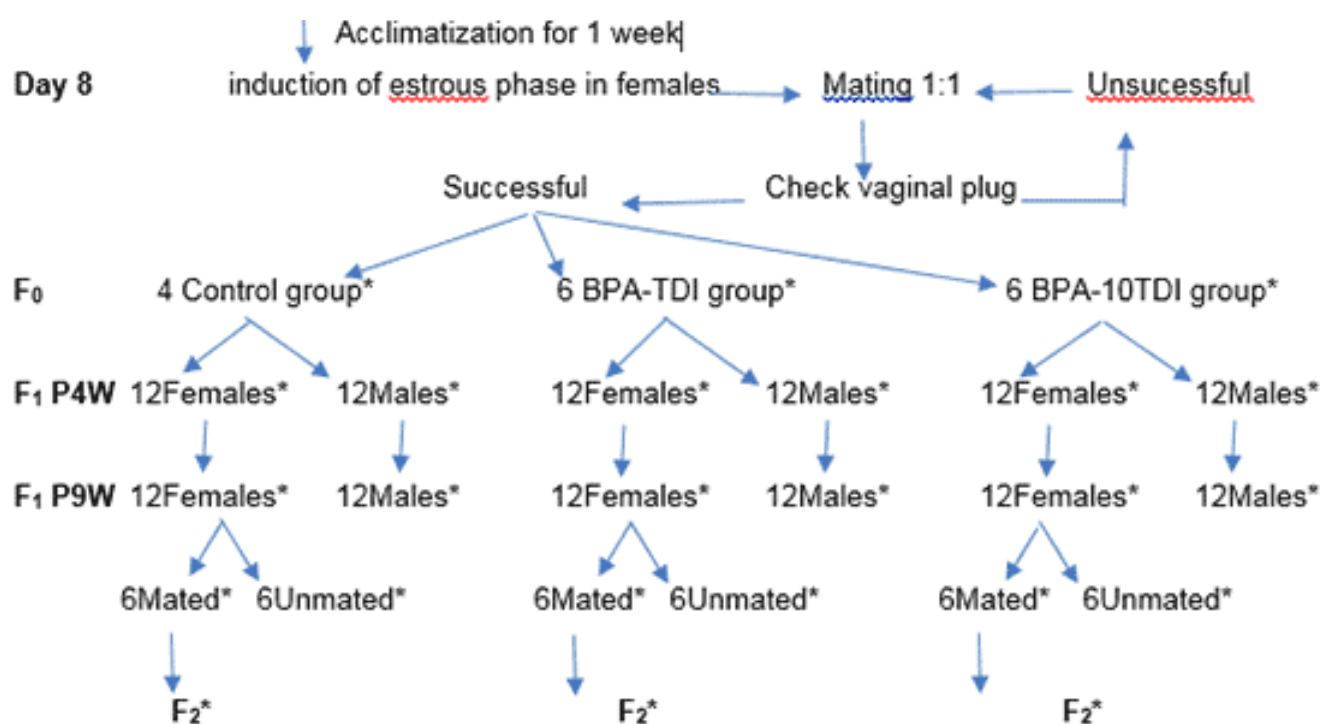 Acclimatization for 1 week
Day 8 induction of estrous phase in females Mating 1:1 Unsucessful
Successful Check vaginal plug
F₀ 4 Control group* 6 BPA-TDI group* 6 BPA-10TDI group*
F₁ P4W 12Females* 12Males* 12Females* 12Males* 12Females* 12Males*
F₁ P9W 12Females* 12Males* 12Females* 12Males* 12Females* 12Males*
6Mated* 6Unmated* 6Mated* 6Unmated* 6Mated* 6Unmated*
F₂* F₂* F₂*